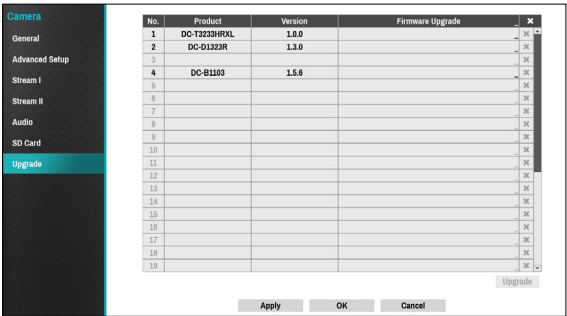 Camera
General
Advanced Setup
Stream I
Stream II
Audio
SD Card
Upgrade
No. Product Version Firmware Upgrade _ ✖
1 DC-T3233HRXL 1.0.0 _ ✖
2 DC-D1323R 1.3.0 _ ✖
3 _ ✖
4 DC-B1103 1.5.6 _ ✖
5 _ ✖
6 _ ✖
7 _ ✖
8 _ ✖
9 _ ✖
10 _ ✖
11 _ ✖
12 _ ✖
13 _ ✖
14 _ ✖
15 _ ✖
16 _ ✖
17 _ ✖
18 _ ✖
19 _ ✖
Upgrade
Apply OK Cancel